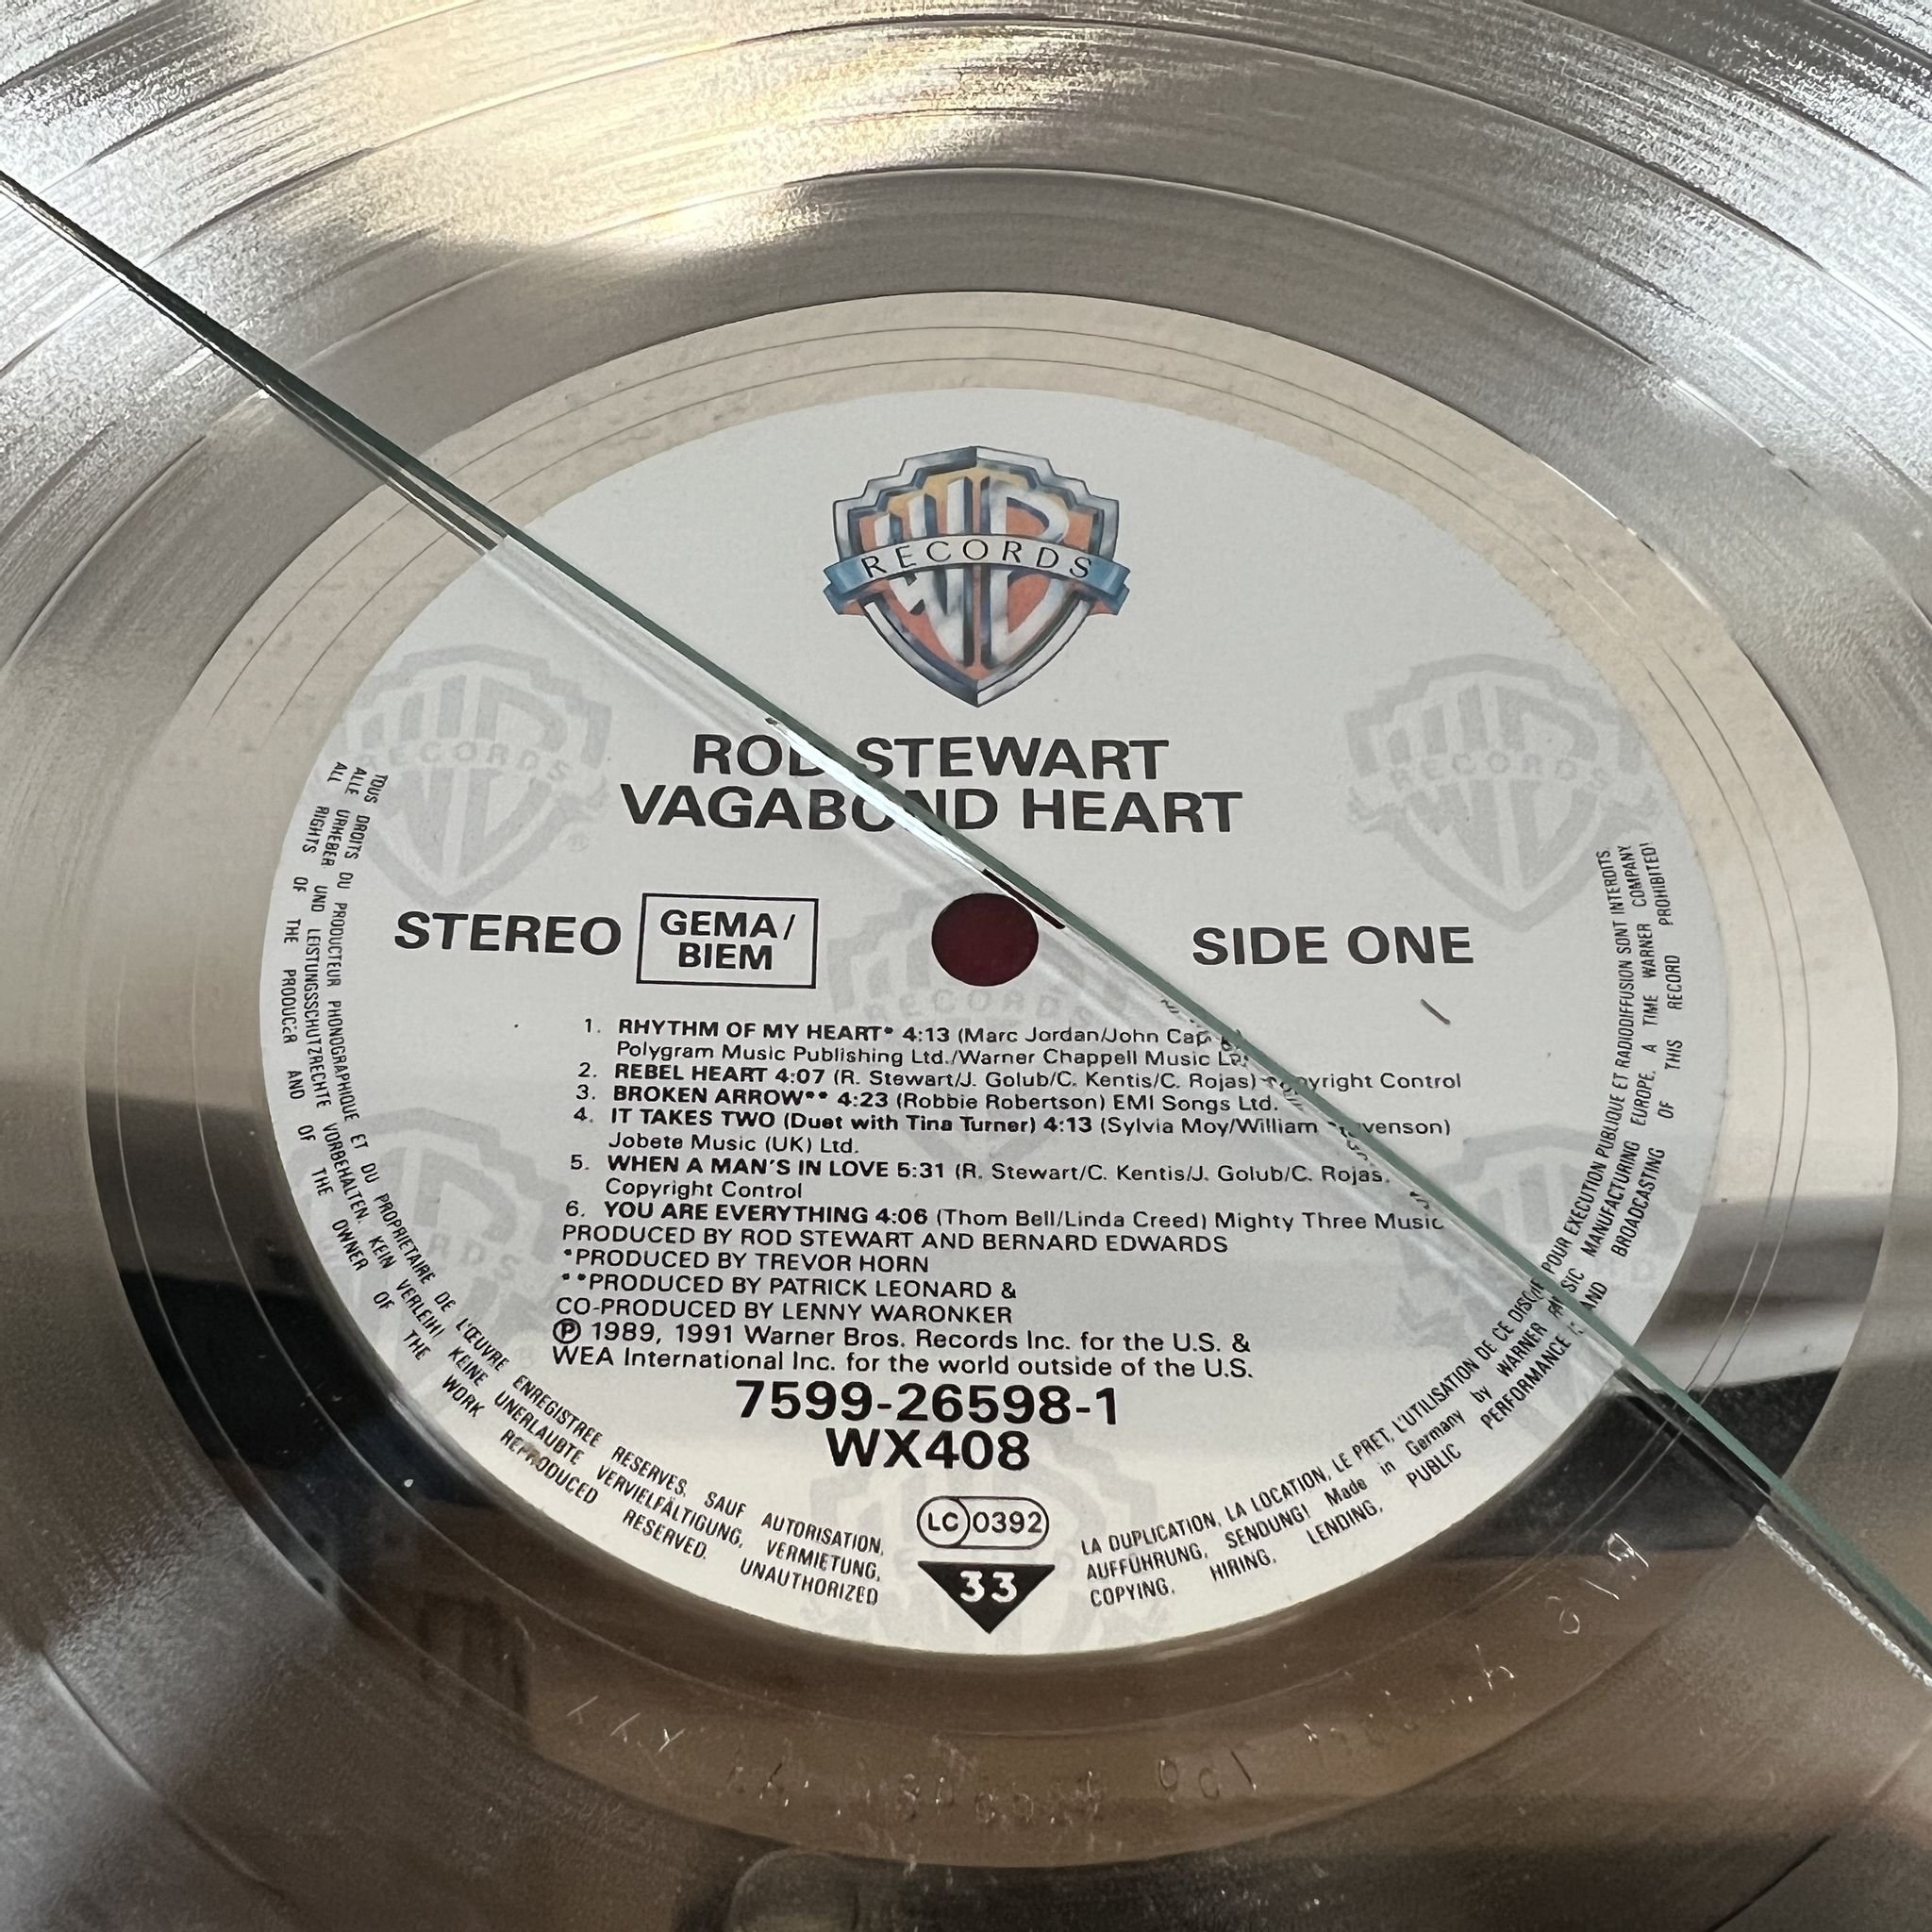 RECORDS
ROD STEWART
VAGABOND HEART
STEREO
GEMA/
BIEM
SIDE ONE
1. RHYTHM OF MY HEART* 4:13 (Marc Jordan/John
Polygram Music Publishing Ltd./Warner Chappell Music
2. REBEL HEART 4:07 (R. Stewart/J. Golub/C. Kentis/C. Rojas) Copyright Control
3. BROKEN ARROW** 4:23 (Robbie Robertson) EMI Songs Ltd.
4. IT TAKES TWO (Duet with Tina Turner) 4:13 (Sylvia Moy/William Stevenson)
Jobete Music (UK) Ltd.
5. WHEN A MAN'S IN LOVE 5:31 (R. Stewart/C. Kentis/J. Golub/C. Rojas
Copyright Control
6. YOU ARE EVERYTHING 4:06 (Thom Bell/Linda Creed) Mighty Three Music
PRODUCED BY ROD STEWART AND BERNARD EDWARDS
*PRODUCED BY TREVOR HORN
**PRODUCED BY PATRICK LEONARD &
CO-PRODUCED BY LENNY WARONKER
℗ 1989, 1991 Warner Bros. Records Inc. for the U.S. &
WEA International Inc. for the world outside of the U.S.
7599-26598-1
WX408
LC 0392
33
TOUS DROITS DU PRODUCTEUR PHONOGRAPHIQUE ET DU PROPRIETAIRE DE L'ŒUVRE ENREGISTREE RESERVES. SAUF AUTORISATION, LA DUPLICATION, LA LOCATION, LE PRET, L'UTILISATION DE CE DISQUE POUR EXECUTION PUBLIQUE ET RADIODIFFUSION SONT INTERDITS.
ALLE URHEBER UND LEISTUNGSSCHUTZRECHTE VORBEHALTEN. KEIN VERLEIH! KEINE UNERLAUBTE VERVIELFÄLTIGUNG, VERMIETUNG, AUFFÜHRUNG, SENDUNG! Made in Germany by WARNER MUSIC MANUFACTURING EUROPE. A TIME WARNER COMPANY
ALL RIGHTS OF THE PRODUCER AND OF THE OWNER OF THE WORK REPRODUCED RESERVED. UNAUTHORIZED COPYING, HIRING, LENDING, PUBLIC PERFORMANCE AND BROADCASTING OF THIS RECORD PROHIBITED!